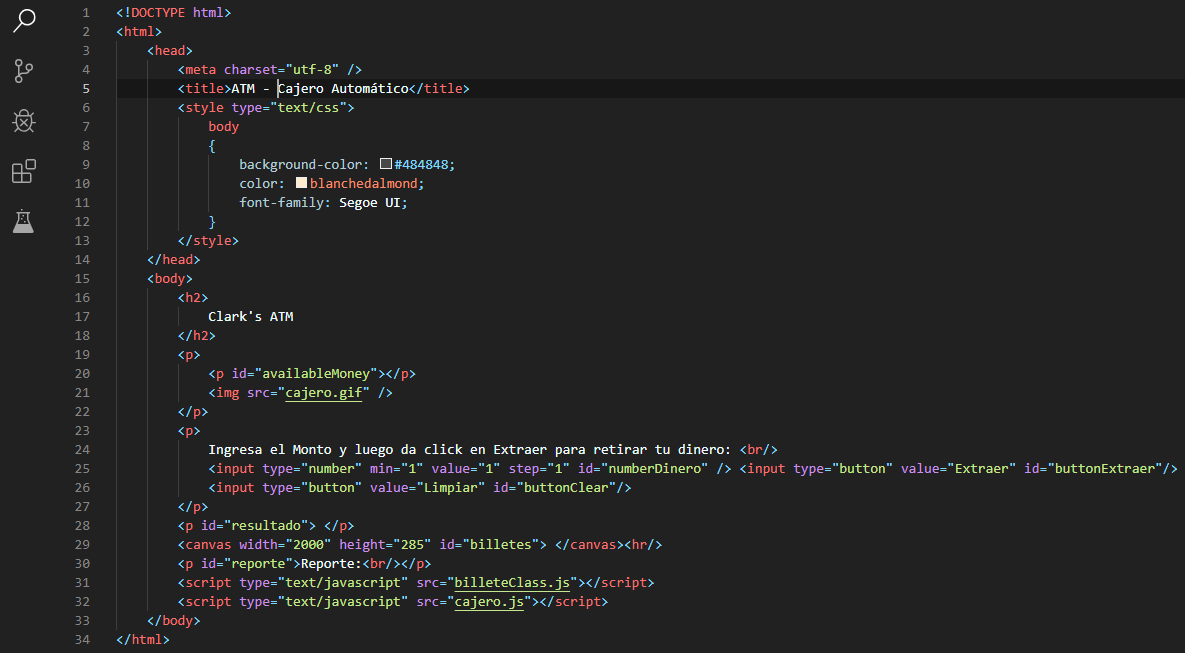 1 <!DOCTYPE html>
2 <html>
3 <head>
4 <meta charset="utf-8" />
5 <title>ATM - Cajero Automático</title>
6 <style type="text/css">
7 body
8 {
9 background-color: #484848;
10 color: blanchedalmond;
11 font-family: Segoe UI;
12 }
13 </style>
14 </head>
15 <body>
16 <h2>
17 Clark's ATM
18 </h2>
19 <p>
20 <p id="availableMoney"></p>
21 <img src="cajero.gif" />
22 </p>
23 <p>
24 Ingresa el Monto y luego da click en Extraer para retirar tu dinero: <br/>
25 <input type="number" min="1" value="1" step="1" id="numberDinero" /> <input type="button" value="Extraer" id="buttonExtraer"/>
26 <input type="button" value="Limpiar" id="buttonClear"/>
27 </p>
28 <p id="resultado"> </p>
29 <canvas width="2000" height="285" id="billetes"> </canvas><hr/>
30 <p id="reporte">Reporte:<br/></p>
31 <script type="text/javascript" src="billeteClass.js"></script>
32 <script type="text/javascript" src="cajero.js"></script>
33 </body>
34 </html>